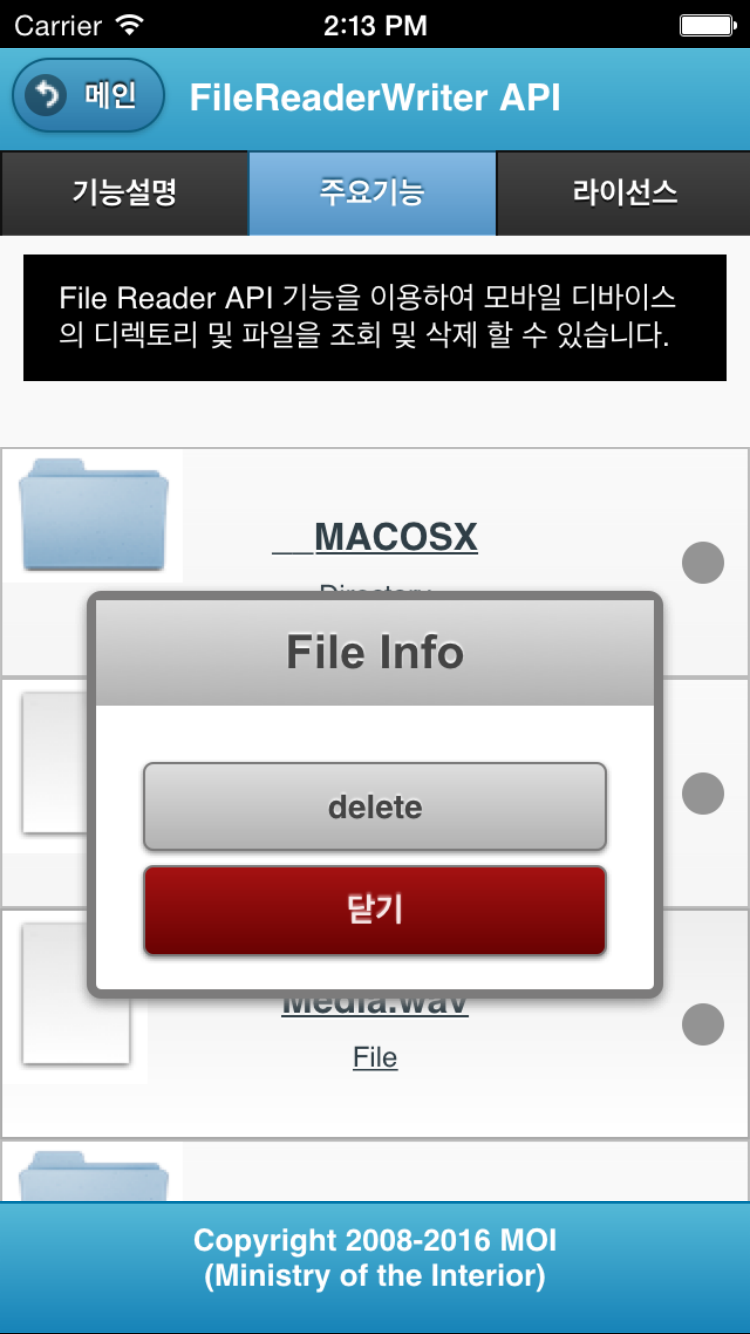 Carrier
2:13 PM
메인
FileReaderWriter API
기능설명
주요기능
라이선스
File Reader API 기능을 이용하여 모바일 디바이스
의 디렉토리 및 파일을 조회 및 삭제 할 수 있습니다.
__MACOSX
Directory
File Info
delete
닫기
Media.wav
File
Copyright 2008-2016 MOI
(Ministry of the Interior)